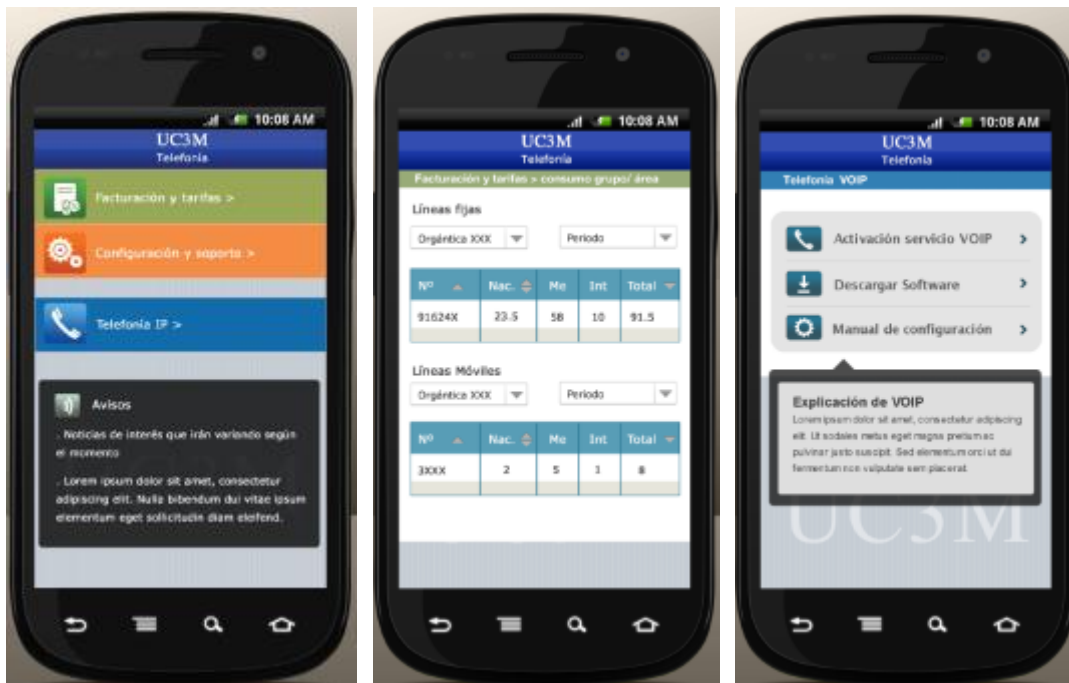 10:08 AM
UC3M
Telefonía
Facturación y tarifas >
Configuración y soporte >
Telefonía IP >
Avisos
. Noticias de interés que irán variando según
el momento
. Lorem ipsum dolor sit amet, consectetur
adipiscing elit. Nulla bibendum dui vitae ipsum
elementum eget sollicitudin diam eleifend.
10:08 AM
UC3M
Telefonía
Facturación y tarifas > consumo grupo/ área
Líneas fijas
Orgántica XXX Periodo
Nº Nac. Me Int Total
91624X 23.5 58 10 91.5
Líneas Móviles
Orgántica XXX Periodo
Nº Nac. Me Int Total
3XXX 2 5 1 8
10:08 AM
UC3M
Telefonía
Telefonía VOIP
Activación servicio VOIP
Descargar Software
Manual de configuración
Explicación de VOIP
Lorem ipsum dolor sit amet, consectetur adipiscing
elit. Ut sodales metus eget magna pretium ac
pulvinar justo suscipit. Sed elementum orci ut dui
fermentum non vulputate sem placerat.
UC3M